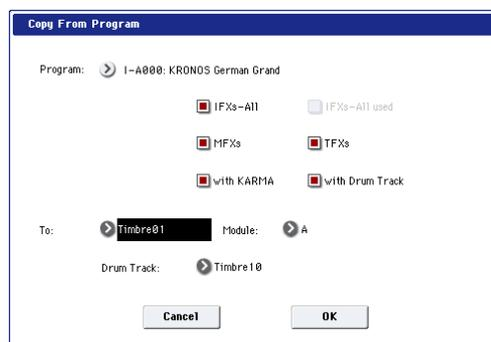 Copy From Program
Program: I-A000: KRONOS German Grand
IFXs-All IFXs-All used
MFXs TFXs
with KARMA with Drum Track
To: Timbre01 Module: A
Drum Track: Timbre10
Cancel OK